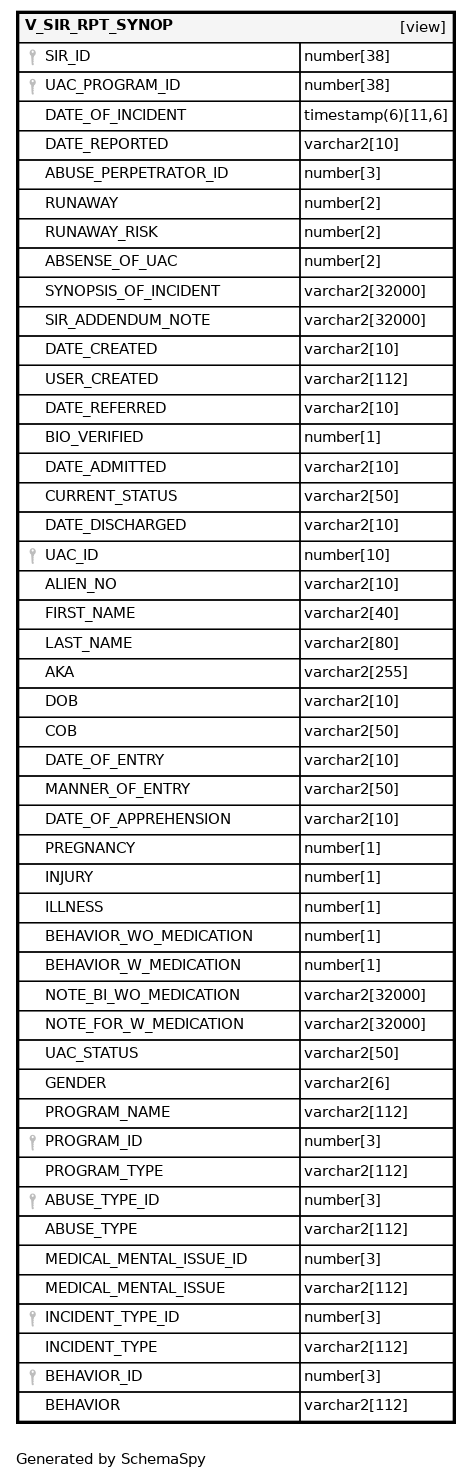 V_SIR_RPT_SYNOP [view]
SIR_ID number[38]
UAC_PROGRAM_ID number[38]
DATE_OF_INCIDENT timestamp(6)[11,6]
DATE_REPORTED varchar2[10]
ABUSE_PERPETRATOR_ID number[3]
RUNAWAY number[2]
RUNAWAY_RISK number[2]
ABSENSE_OF_UAC number[2]
SYNOPSIS_OF_INCIDENT varchar2[32000]
SIR_ADDENDUM_NOTE varchar2[32000]
DATE_CREATED varchar2[10]
USER_CREATED varchar2[112]
DATE_REFERRED varchar2[10]
BIO_VERIFIED number[1]
DATE_ADMITTED varchar2[10]
CURRENT_STATUS varchar2[50]
DATE_DISCHARGED varchar2[10]
UAC_ID number[10]
ALIEN_NO varchar2[10]
FIRST_NAME varchar2[40]
LAST_NAME varchar2[80]
AKA varchar2[255]
DOB varchar2[10]
COB varchar2[50]
DATE_OF_ENTRY varchar2[10]
MANNER_OF_ENTRY varchar2[50]
DATE_OF_APPREHENSION varchar2[10]
PREGNANCY number[1]
INJURY number[1]
ILLNESS number[1]
BEHAVIOR_WO_MEDICATION number[1]
BEHAVIOR_W_MEDICATION number[1]
NOTE_BI_WO_MEDICATION varchar2[32000]
NOTE_FOR_W_MEDICATION varchar2[32000]
UAC_STATUS varchar2[50]
GENDER varchar2[6]
PROGRAM_NAME varchar2[112]
PROGRAM_ID number[3]
PROGRAM_TYPE varchar2[112]
ABUSE_TYPE_ID number[3]
ABUSE_TYPE varchar2[112]
MEDICAL_MENTAL_ISSUE_ID number[3]
MEDICAL_MENTAL_ISSUE varchar2[112]
INCIDENT_TYPE_ID number[3]
INCIDENT_TYPE varchar2[112]
BEHAVIOR_ID number[3]
BEHAVIOR varchar2[112]
Generated by SchemaSpy